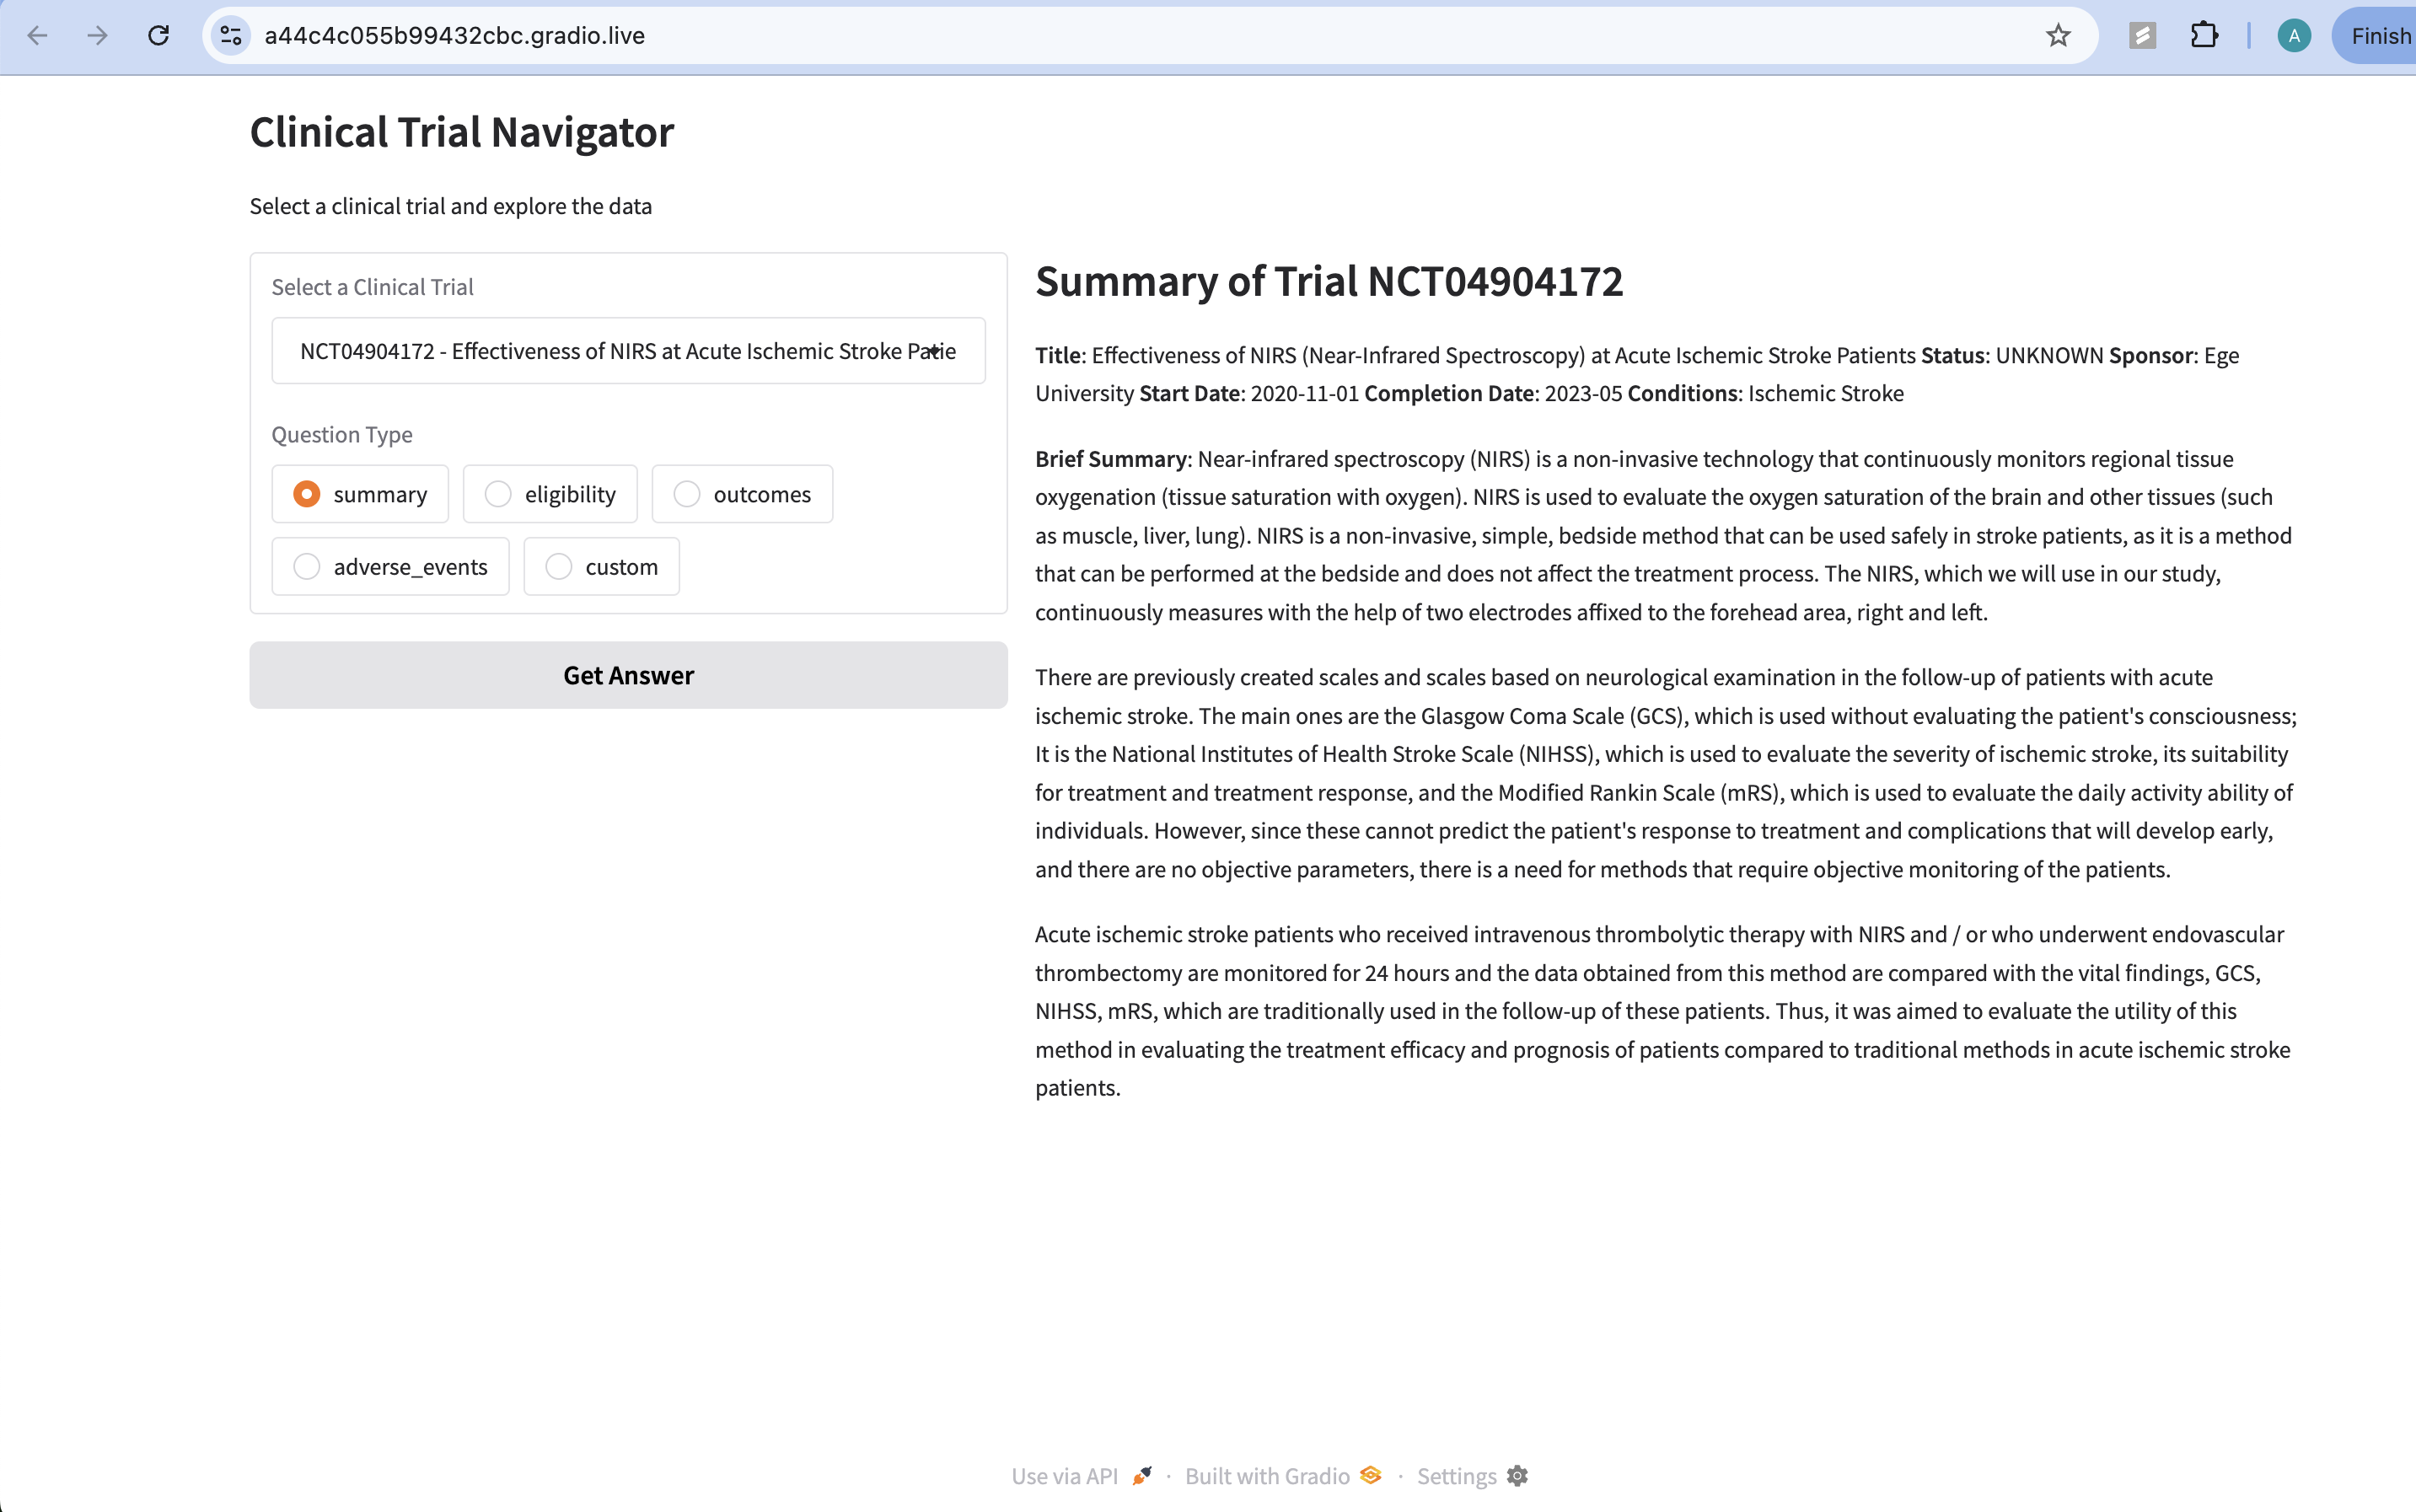 a44c4c055b99432cbc.gradio.live
A
Finish
Clinical Trial Navigator
Select a clinical trial and explore the data
Select a Clinical Trial
NCT04904172 - Effectiveness of NIRS at Acute Ischemic Stroke Patie
Question Type
summary
eligibility
outcomes
adverse_events
custom
Get Answer
Summary of Trial NCT04904172
Title: Effectiveness of NIRS (Near-Infrared Spectroscopy) at Acute Ischemic Stroke Patients Status: UNKNOWN Sponsor: Ege
University Start Date: 2020-11-01 Completion Date: 2023-05 Conditions: Ischemic Stroke
Brief Summary: Near-infrared spectroscopy (NIRS) is a non-invasive technology that continuously monitors regional tissue
oxygenation (tissue saturation with oxygen). NIRS is used to evaluate the oxygen saturation of the brain and other tissues (such
as muscle, liver, lung). NIRS is a non-invasive, simple, bedside method that can be used safely in stroke patients, as it is a method
that can be performed at the bedside and does not affect the treatment process. The NIRS, which we will use in our study,
continuously measures with the help of two electrodes affixed to the forehead area, right and left.
There are previously created scales and scales based on neurological examination in the follow-up of patients with acute
ischemic stroke. The main ones are the Glasgow Coma Scale (GCS), which is used without evaluating the patient's consciousness;
It is the National Institutes of Health Stroke Scale (NIHSS), which is used to evaluate the severity of ischemic stroke, its suitability
for treatment and treatment response, and the Modified Rankin Scale (mRS), which is used to evaluate the daily activity ability of
individuals. However, since these cannot predict the patient's response to treatment and complications that will develop early,
and there are no objective parameters, there is a need for methods that require objective monitoring of the patients.
Acute ischemic stroke patients who received intravenous thrombolytic therapy with NIRS and / or who underwent endovascular
thrombectomy are monitored for 24 hours and the data obtained from this method are compared with the vital findings, GCS,
NIHSS, mRS, which are traditionally used in the follow-up of these patients. Thus, it was aimed to evaluate the utility of this
method in evaluating the treatment efficacy and prognosis of patients compared to traditional methods in acute ischemic stroke
patients.
Use via API · Built with Gradio · Settings